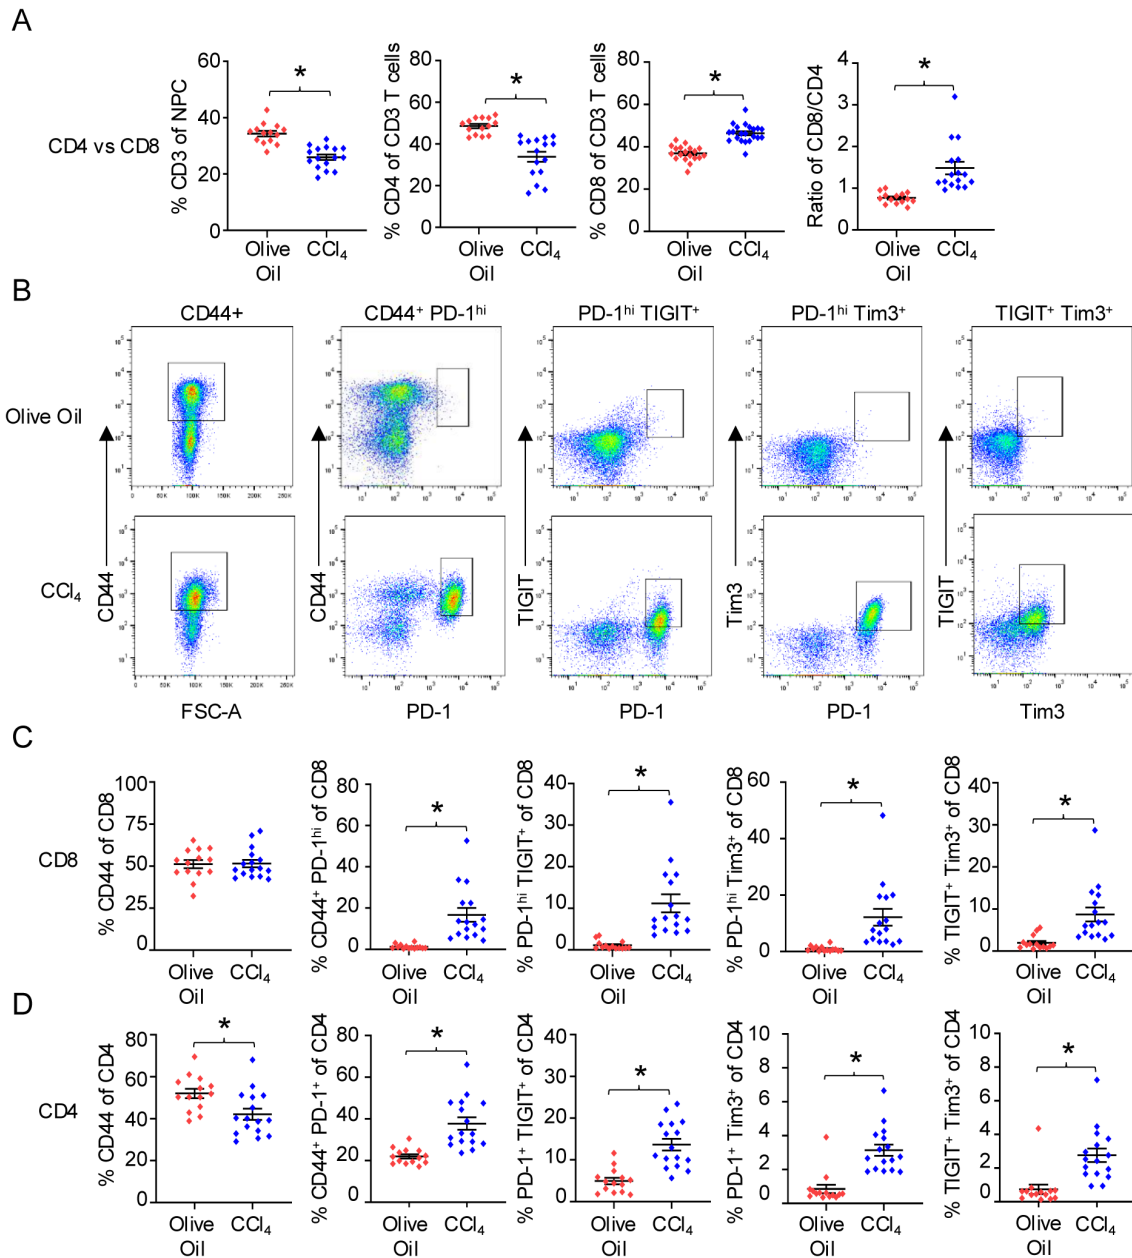 A
CD4 vs CD8
% CD3 of NPC
60
40
20
0
*
Olive Oil
CCl₄
% CD4 of CD3 T cells
80
60
40
20
0
*
Olive Oil
CCl₄
% CD8 of CD3 T cells
80
60
40
20
0
*
Olive Oil
CCl₄
Ratio of CD8/CD4
4
3
2
1
0
*
Olive Oil
CCl₄
B
CD44+
CD44⁺ PD-1ʰⁱ
PD-1ʰⁱ TIGIT⁺
PD-1ʰⁱ Tim3⁺
TIGIT⁺ Tim3⁺
Olive Oil
CCl₄
CD44
CD44
TIGIT
Tim3
TIGIT
FSC-A
PD-1
PD-1
PD-1
Tim3
C
CD8
% CD44 of CD8
100
75
50
25
0
Olive Oil
CCl₄
% CD44⁺ PD-1ʰⁱ of CD8
80
60
40
20
0
*
Olive Oil
CCl₄
% PD-1ʰⁱ TIGIT⁺ of CD8
40
30
20
10
0
*
Olive Oil
CCl₄
% PD-1ʰⁱ Tim3⁺ of CD8
60
40
20
0
*
Olive Oil
CCl₄
% TIGIT⁺ Tim3⁺ of CD8
40
30
20
10
0
*
Olive Oil
CCl₄
D
CD4
% CD44 of CD4
80
60
40
20
0
*
Olive Oil
CCl₄
% CD44⁺ PD-1⁺ of CD4
80
60
40
20
0
*
Olive Oil
CCl₄
% PD-1⁺ TIGIT⁺ of CD4
40
30
20
10
0
*
Olive Oil
CCl₄
% PD-1⁺ Tim3⁺ of CD4
10
8
6
4
2
0
*
Olive Oil
CCl₄
% TIGIT⁺ Tim3⁺ of CD4
10
8
6
4
2
0
*
Olive Oil
CCl₄